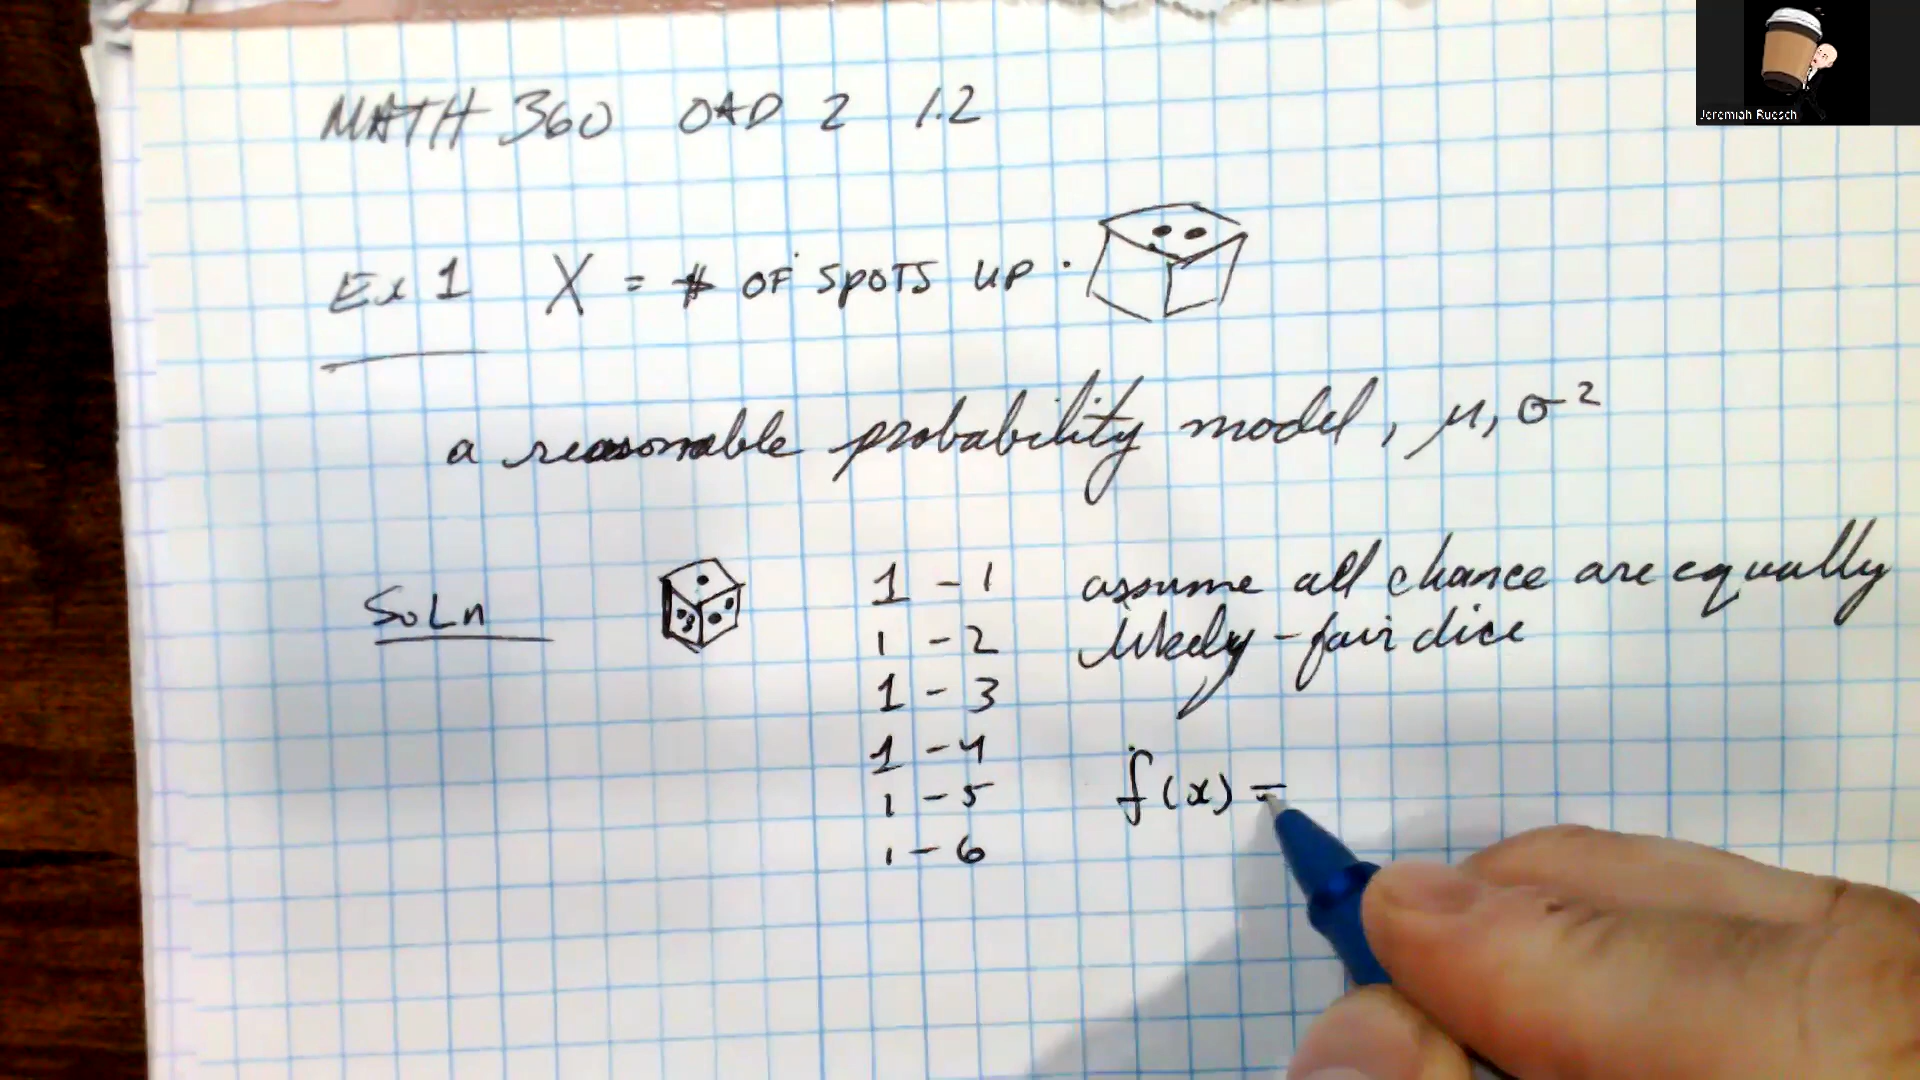 MATH 360 OAD 2 1.2
Jeremiah Ruesch
Ex 1 X = # OF SPOTS UP.
a reasonable probability model, μ, σ²
SoLn
1 - 1 assume all chance are equally
1 - 2 likely - fair dice
1 - 3
1 - 4
1 - 5 f(x) =
1 - 6